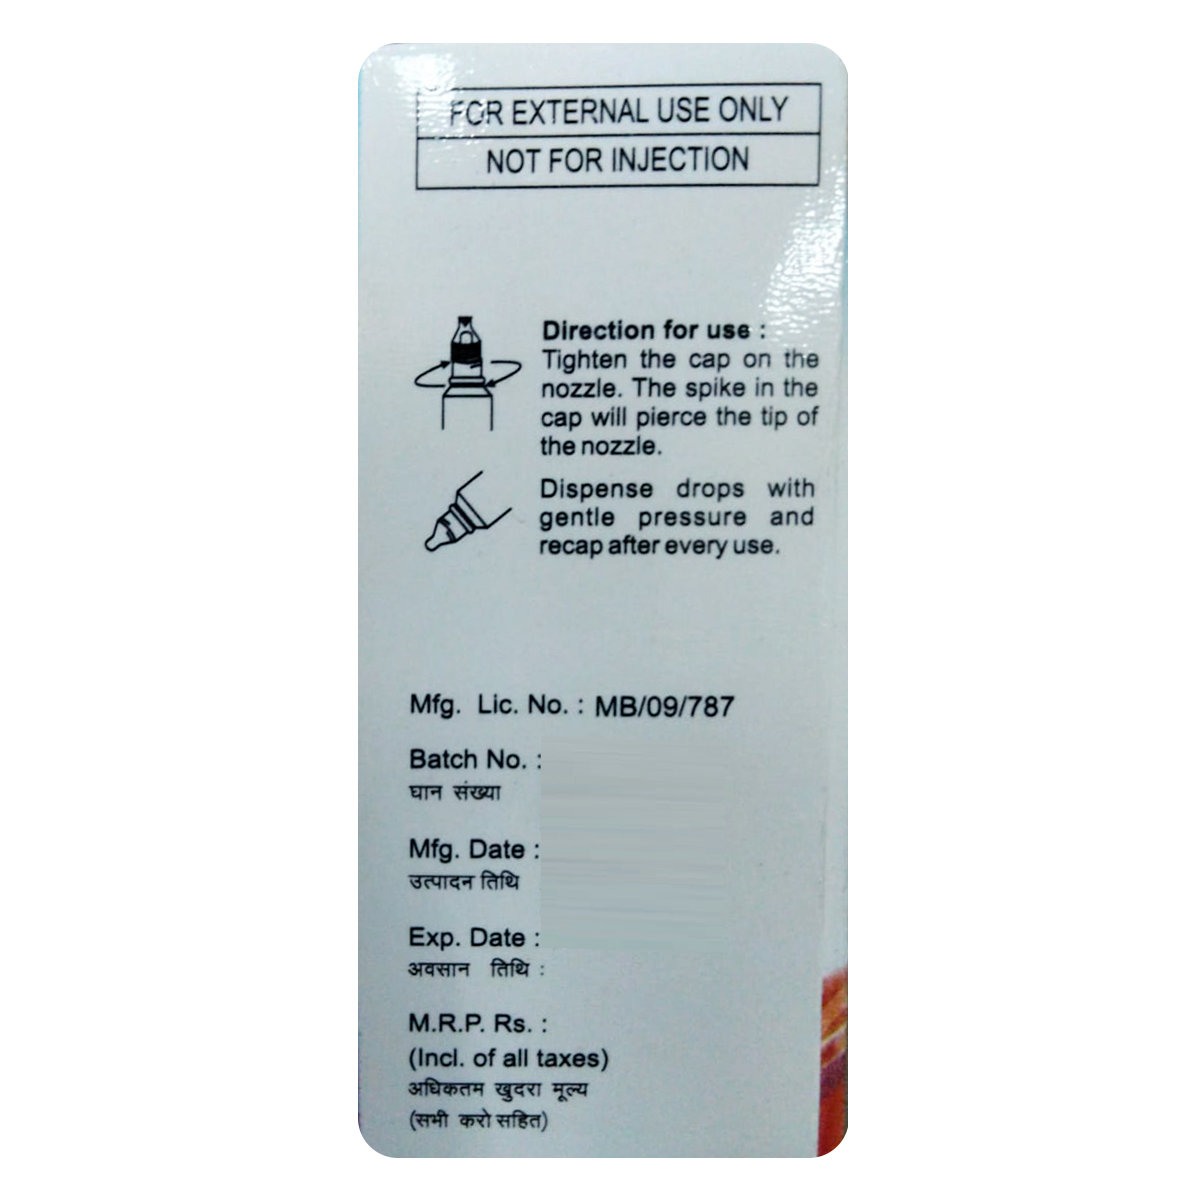 FOR EXTERNAL USE ONLY
NOT FOR INJECTION
Direction for use :
Tighten the cap on the
nozzle. The spike in the
cap will pierce the tip of
the nozzle.
Dispense drops with
gentle pressure and
recap after every use.
Mfg. Lic. No. : MB/09/787
Batch No. :
घान संख्या
Mfg. Date :
उत्पादन तिथि
Exp. Date :
अवसान तिथि :
M.R.P. Rs. :
(Incl. of all taxes)
अधिकतम खुदरा मूल्य
(सभी करो सहित)